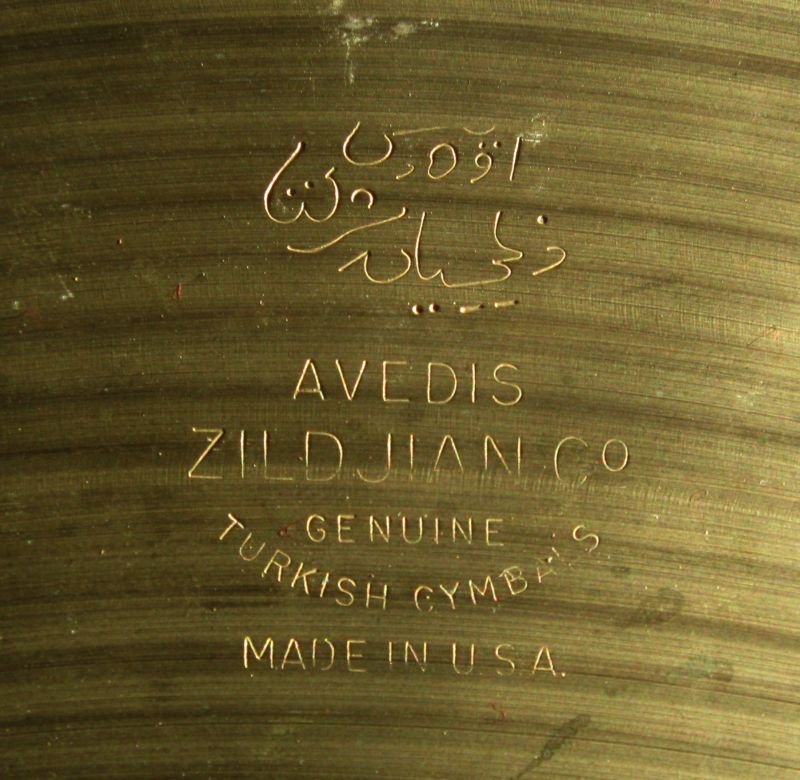 AVEDIS
ZILDJIAN Co
GENUINE
TURKISH CYMBALS
MADE IN U.S.A.